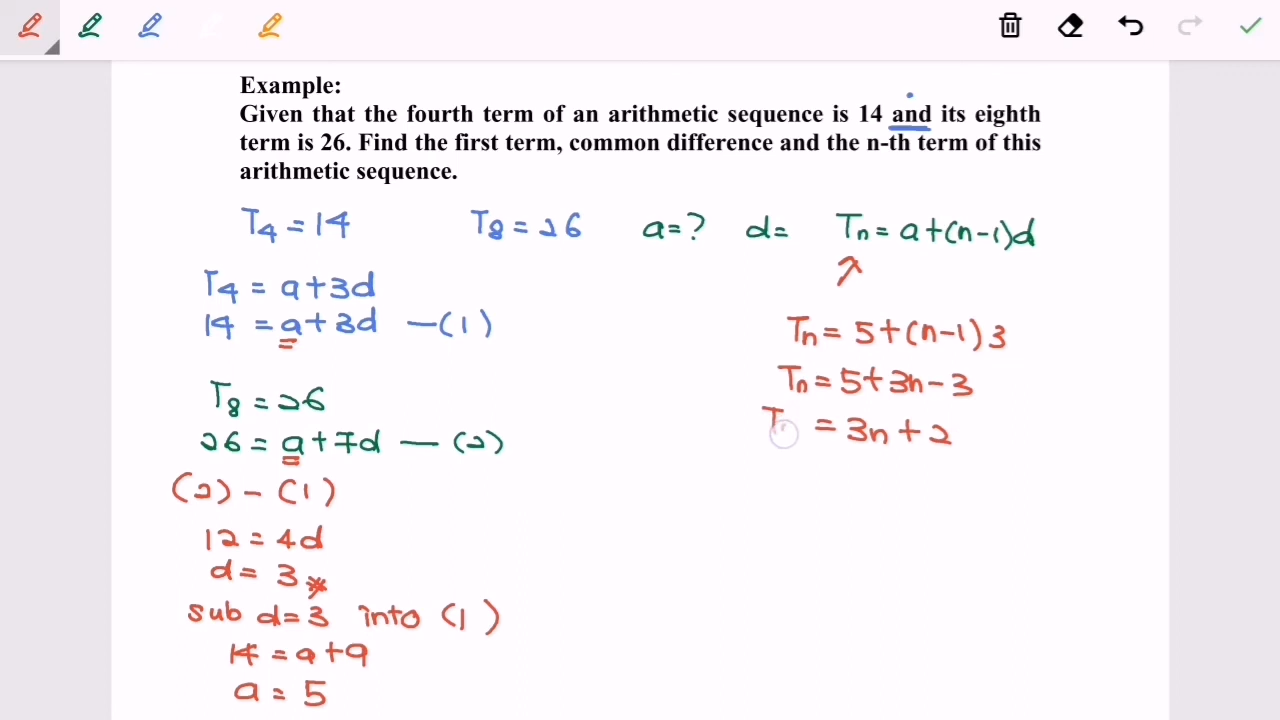 Example:
Given that the fourth term of an arithmetic sequence is 14 and its eighth
term is 26. Find the first term, common difference and the n-th term of this
arithmetic sequence.
T₄ = 14 T₈ = 26 a = ? d = Tₙ = a + (n-1)d
T₄ = a + 3d
14 = a + 3d — (1)
T₈ = 26
26 = a + 7d — (2)
(2) - (1)
12 = 4d
d = 3 *
sub d = 3 into (1)
14 = a + 9
a = 5
Tₙ = 5 + (n-1) 3
Tₙ = 5 + 3n - 3
T = 3n + 2